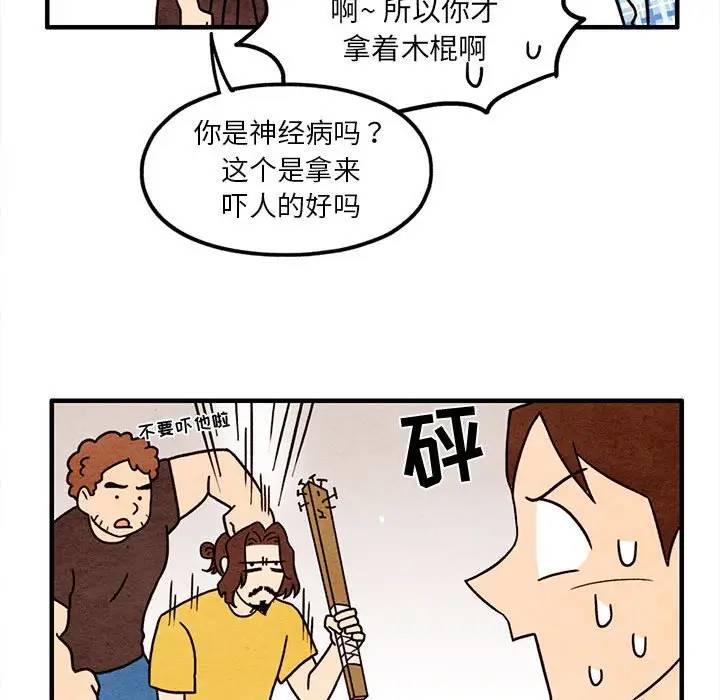 啊~ 所以你才
拿着木棍啊
你是神经病吗？
这个是拿来
吓人的好吗
不要吓他啦
砰